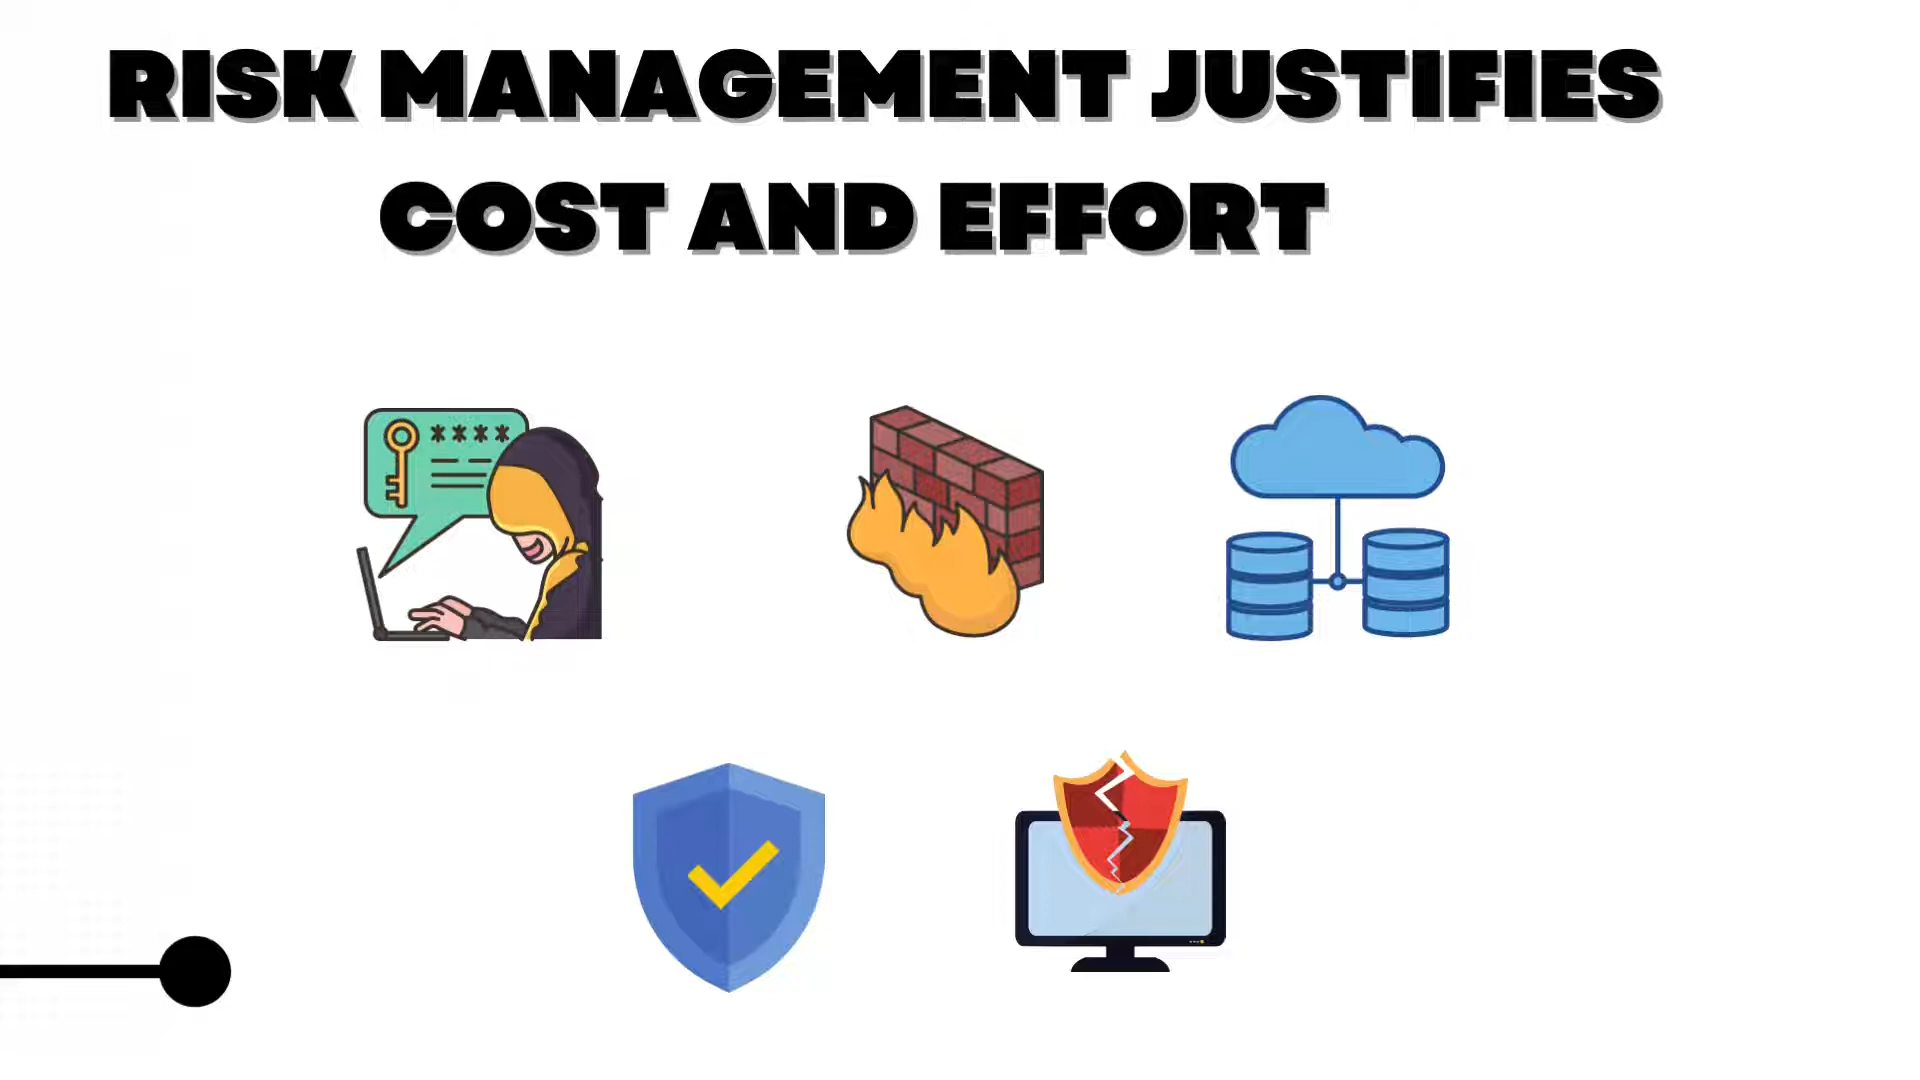 RISK MANAGEMENT JUSTIFIES
COST AND EFFORT
****